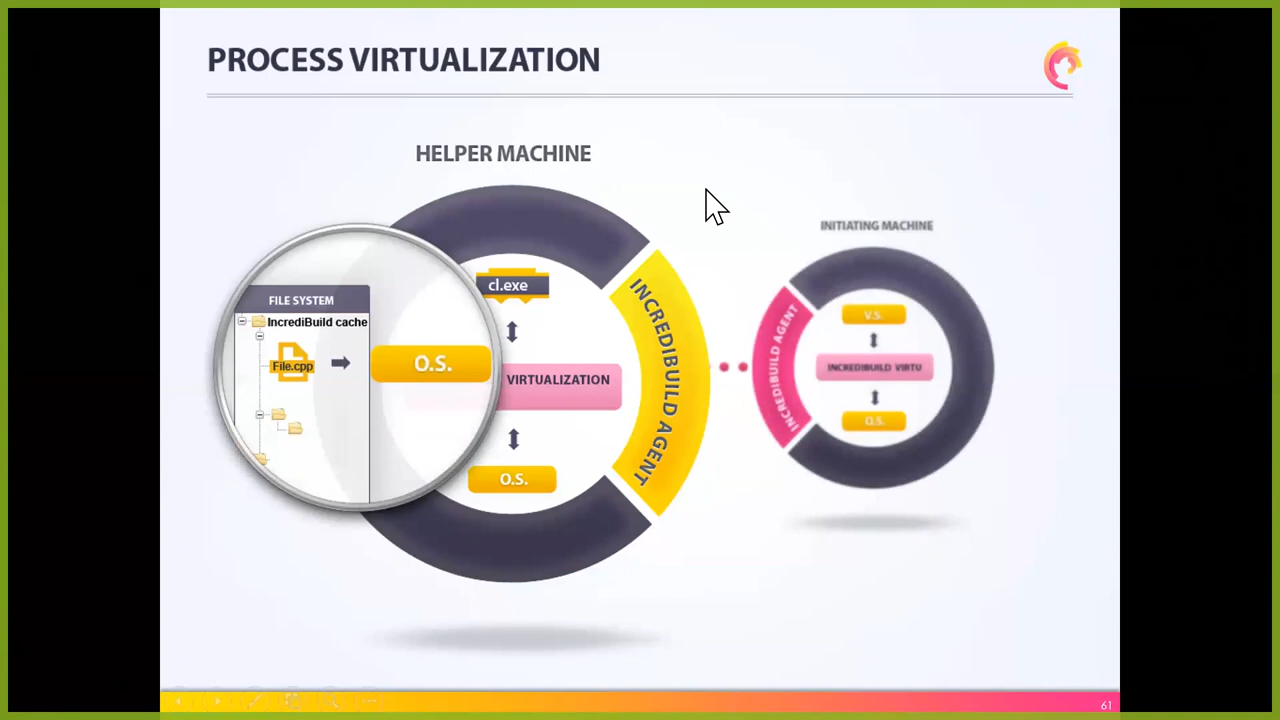 PROCESS VIRTUALIZATION
HELPER MACHINE
INITIATING MACHINE
FILE SYSTEM
IncrediBuild cache
File.cpp
O.S.
cl.exe
VIRTUALIZATION
O.S.
INCREDIBUILD AGENT
INCREDIBUILD AGENT
V.S.
INCREDIBUILD VIRTU
O.S.
61